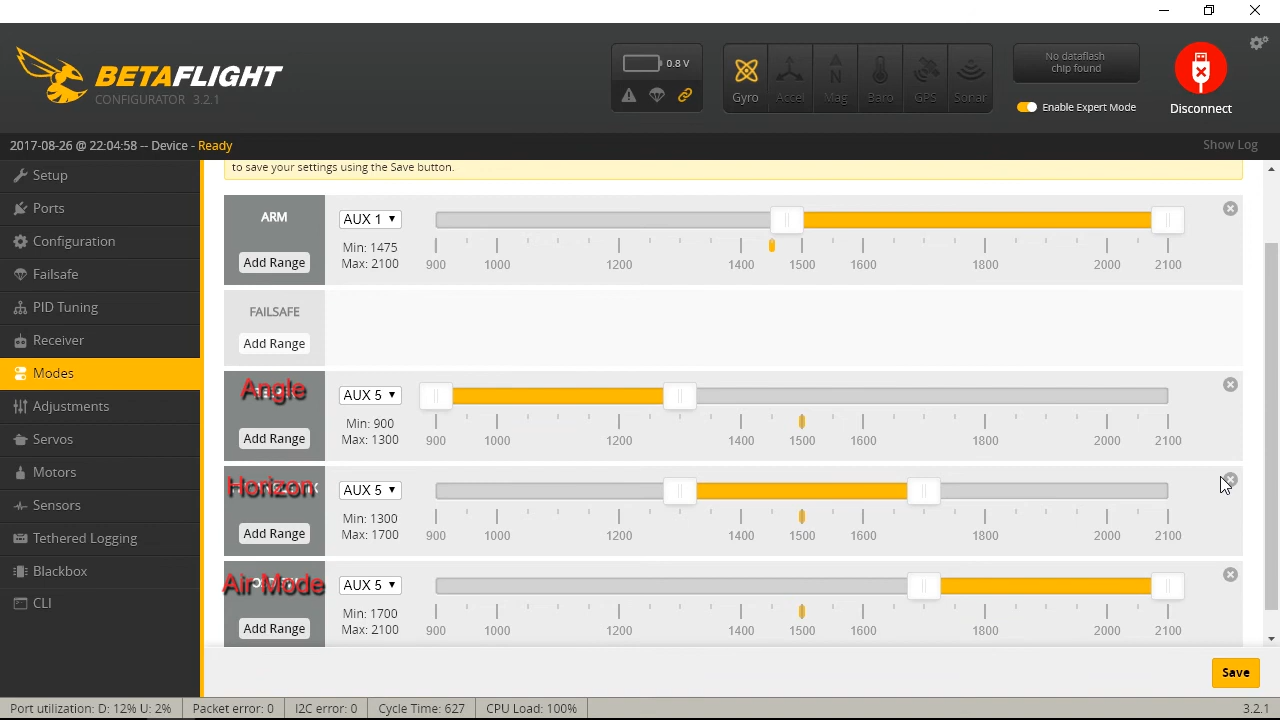 BETAFLIGHT
CONFIGURATOR 3.2.1
0.8 V
Gyro
Accel
Mag
Baro
GPS
Sonar
No dataflash
chip found
Enable Expert Mode
Disconnect
2017-08-26 @ 22:04:58 -- Device - Ready
Show Log
Setup
Ports
Configuration
Failsafe
PID Tuning
Receiver
Modes
Adjustments
Servos
Motors
Sensors
Tethered Logging
Blackbox
CLI
to save your settings using the Save button.
ARM
Add Range
AUX 1
Min: 1475
Max: 2100
900 1000 1200 1400 1500 1600 1800 2000 2100
FAILSAFE
Add Range
Angle
Add Range
AUX 5
Min: 900
Max: 1300
900 1000 1200 1400 1500 1600 1800 2000 2100
Horizon
Add Range
AUX 5
Min: 1300
Max: 1700
900 1000 1200 1400 1500 1600 1800 2000 2100
Air Mode
Add Range
AUX 5
Min: 1700
Max: 2100
900 1000 1200 1400 1500 1600 1800 2000 2100
Save
Port utilization: D: 12% U: 2%
Packet error: 0
I2C error: 0
Cycle Time: 627
CPU Load: 100%
3.2.1